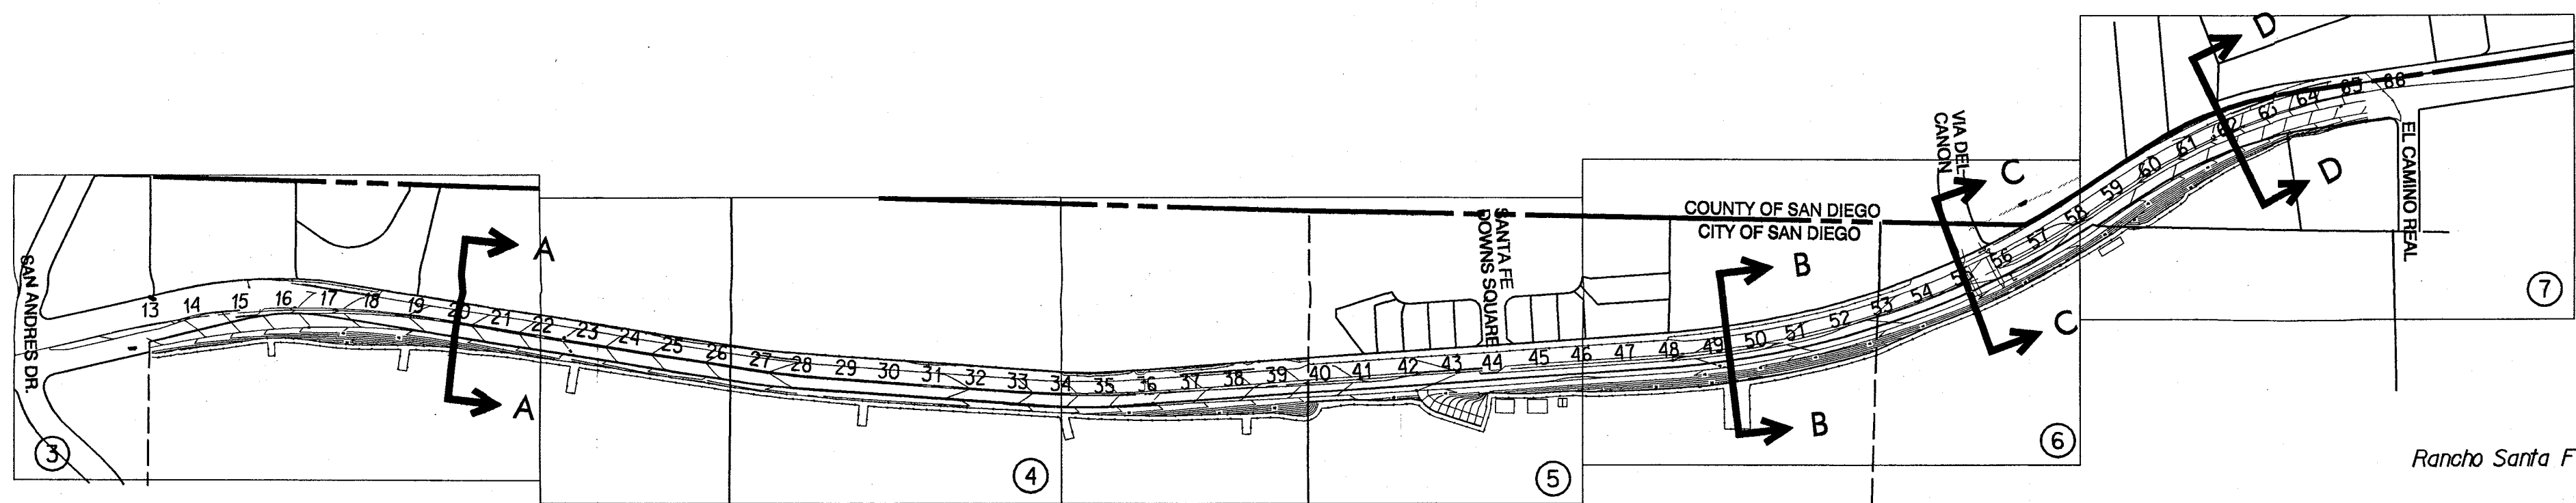 SAN ANDRES DR.
13 14 15 16 17 18 19 20 21 22 23 24 25 26 27 28 29 30 31 32 33 34 35 36 37 38 39 40 41 42 43 44 45 46 47 48 49 50 51 52 53 54 55 56 57 58 59 60 61 62 63 64 65 66
A
A
SANTA FE
DOWNS SQUARE
COUNTY OF SAN DIEGO
CITY OF SAN DIEGO
B
B
VIA DEL
CANON
C
C
D
D
EL CAMINO REAL
3
4
5
6
7
Rancho Santa F